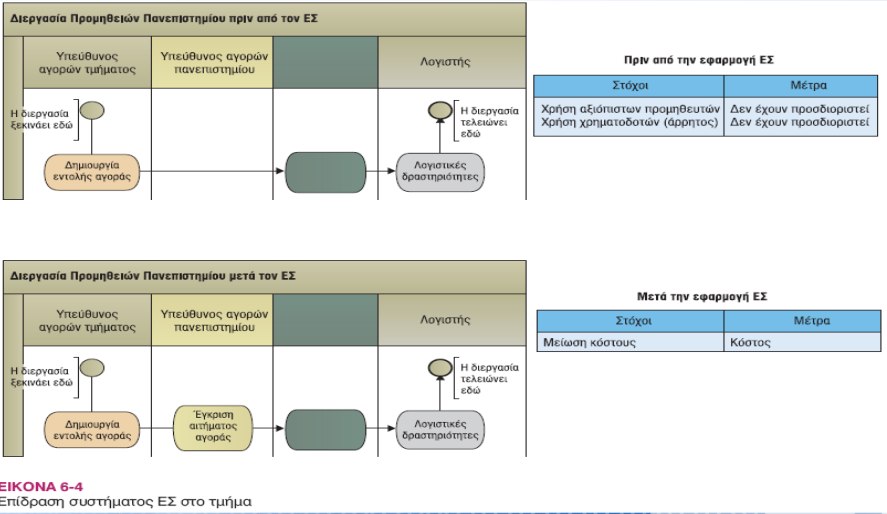 Διεργασία Προμηθειών Πανεπιστημίου πριν από τον ΕΣ
Υπεύθυνος
αγορών τμήματος
Υπεύθυνος αγορών
πανεπιστημίου
Λογιστής
Η διεργασία
ξεκινάει εδώ
Η διεργασία
τελειώνει
εδώ
Δημιουργία
εντολής αγοράς
Λογιστικές
δραστηριότητες
Πριν από την εφαρμογή ΕΣ
Στόχοι
Μέτρα
Χρήση αξιόπιστων προμηθευτών
Δεν έχουν προσδιοριστεί
Χρήση χρηματοδοτών (άρρητος)
Δεν έχουν προσδιοριστεί
Διεργασία Προμηθειών Πανεπιστημίου μετά τον ΕΣ
Υπεύθυνος
αγορών τμήματος
Υπεύθυνος αγορών
πανεπιστημίου
Λογιστής
Η διεργασία
ξεκινάει εδώ
Η διεργασία
τελειώνει
εδώ
Δημιουργία
εντολής αγοράς
Έγκριση
αιτήματος
αγοράς
Λογιστικές
δραστηριότητες
Μετά την εφαρμογή ΕΣ
Στόχοι
Μέτρα
Μείωση κόστους
Κόστος
ΕΙΚΟΝΑ 6-4
Επίδραση συστήματος ΕΣ στο τμήμα